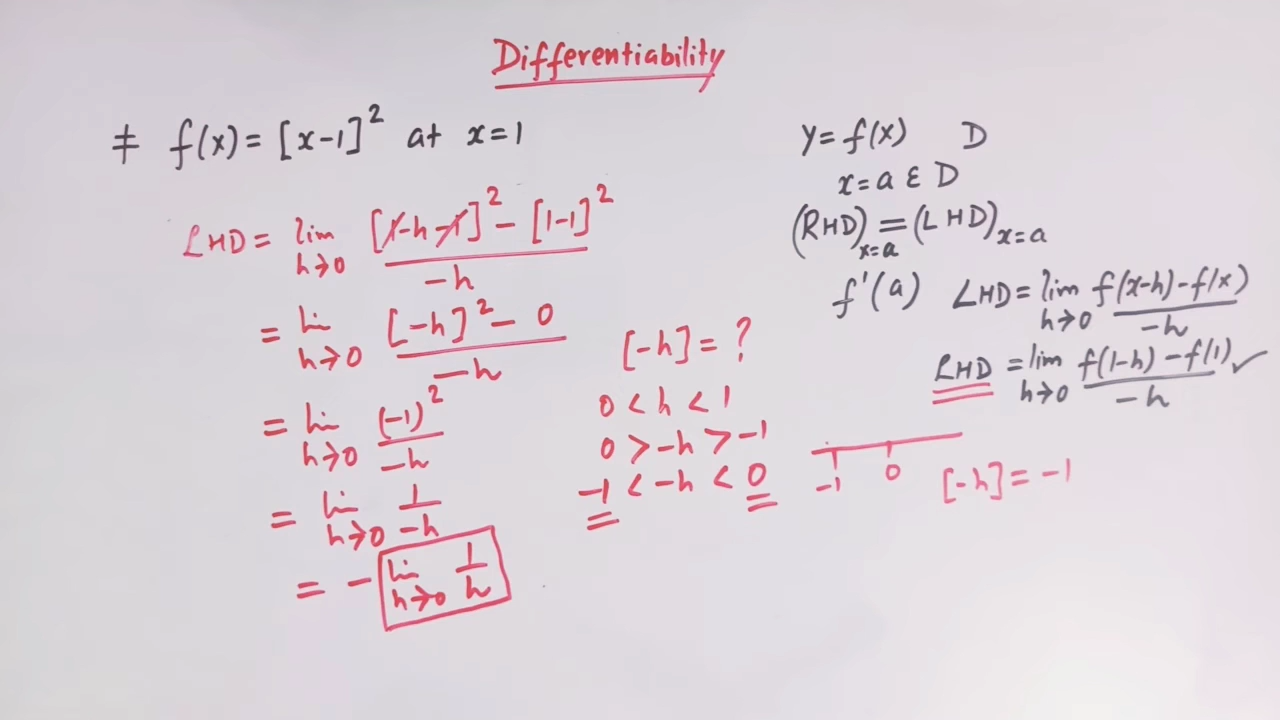 Differentiability
# f(x) = [x-1]² at x=1
LHD = lim h→0 ([1-h-1]² - [1-1]²)/(-h)
= lim h→0 ([-h]² - 0)/(-h)
= lim h→0 (-1)²/(-h)
= lim h→0 1/(-h)
= - lim h→0 1/h
[-h] = ?
0 < h < 1
0 > -h > -1
-1 < -h < 0
-1 0 [-h] = -1
y = f(x) D
x = a ε D
(RHD)x=a = (LHD)x=a
f'(a) LHD = lim h→0 (f(x-h) - f(x))/(-h)
LHD = lim h→0 (f(1-h) - f(1))/(-h) ✓